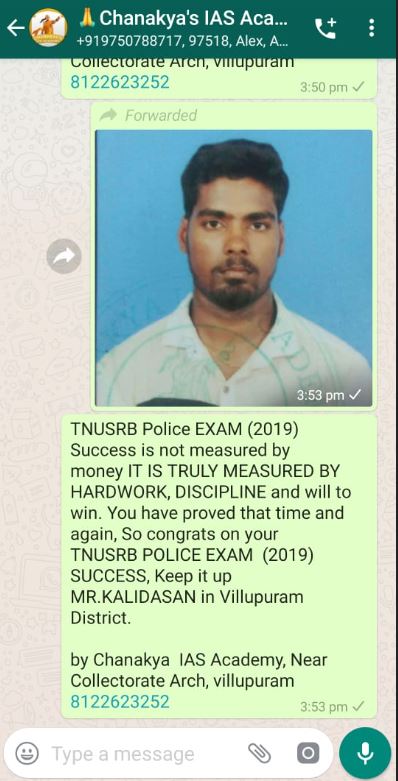 🙏 Chanakya's IAS Aca...
+919750788717, 97518, Alex, A...
Collectorate Arch, Villupuram
8122623252
3:50 pm
Forwarded
3:53 pm
TNUSRB Police EXAM (2019)
Success is not measured by
money IT IS TRULY MEASURED BY
HARDWORK, DISCIPLINE and will to
win. You have proved that time and
again, So congrats on your
TNUSRB POLICE EXAM (2019)
SUCCESS, Keep it up
MR.KALIDASAN in Villupuram
District.
by Chanakya IAS Academy, Near
Collectorate Arch, villupuram
8122623252
3:53 pm
Type a message